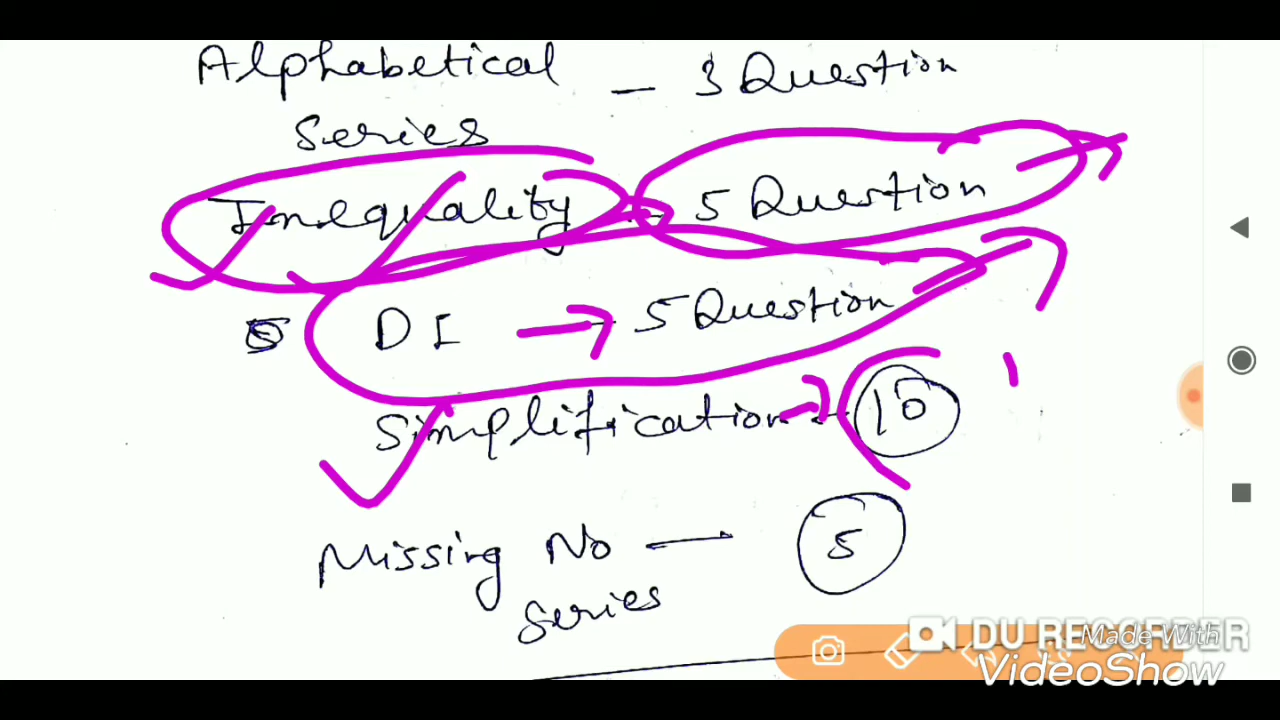 Alphabetical – 3 Question
Series
Inequality – 5 Question
5 DI – 5 Question
Simplification – 10
Missing No — 5
Series
DU RECORDER
Made With
VideoShow